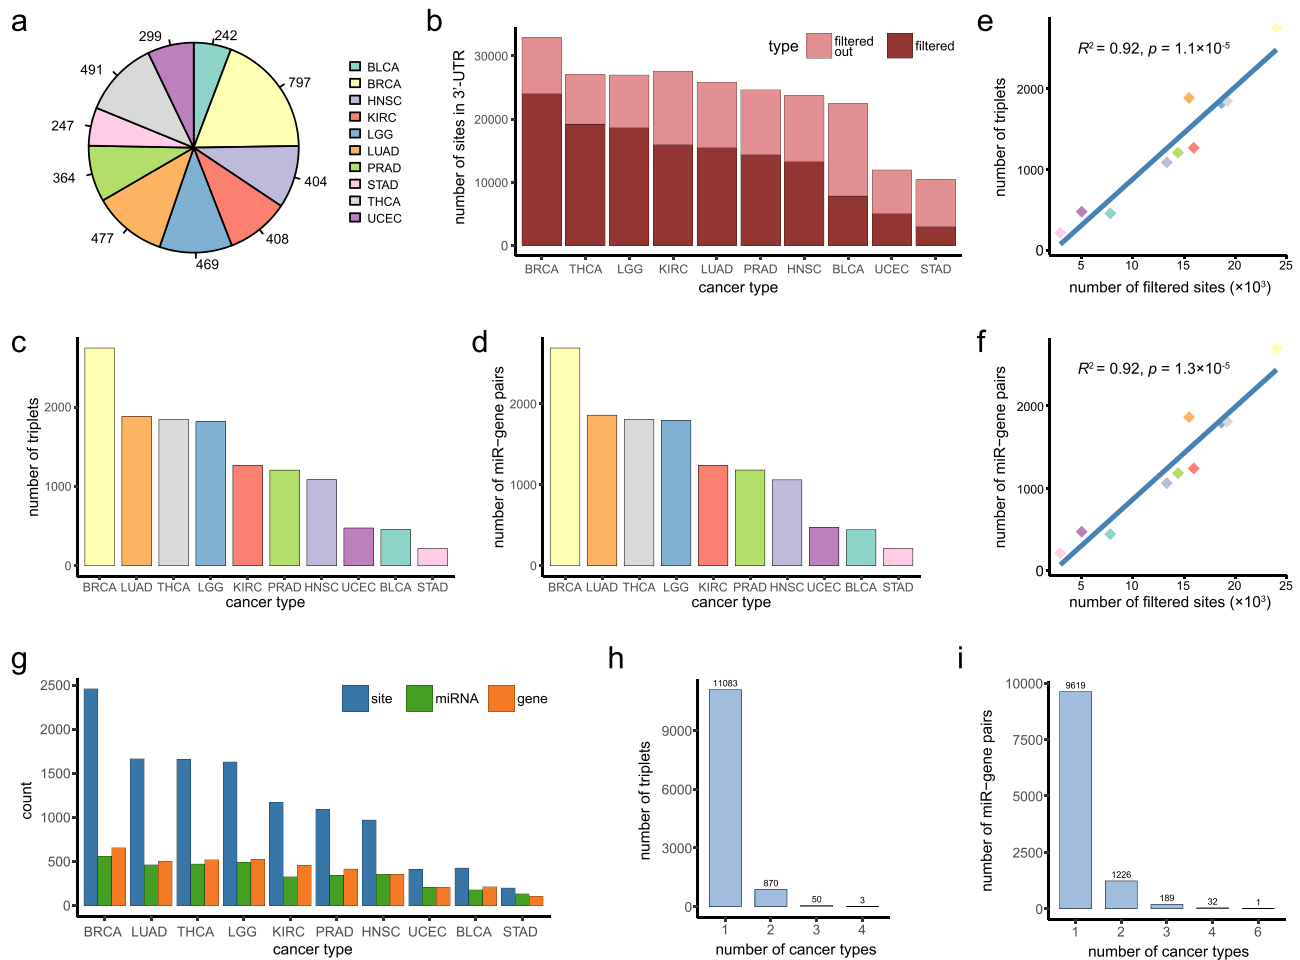 a
299
242
797
404
408
469
477
364
247
491
BLCA
BRCA
HNSC
KIRC
LGG
LUAD
PRAD
STAD
THCA
UCEC
b
number of sites in 3'-UTR
30000
20000
10000
0
type
filtered out
filtered
BRCA THCA LGG KIRC LUAD PRAD HNSC BLCA UCEC STAD
cancer type
e
number of triplets
R² = 0.92, p = 1.1×10⁻⁵
2000
1000
0
5 10 15 20 25
number of filtered sites (×10³)
c
number of triplets
2000
1000
0
BRCA LUAD THCA LGG KIRC PRAD HNSC UCEC BLCA STAD
cancer type
d
number of miR−gene pairs
2000
1000
0
BRCA LUAD THCA LGG KIRC PRAD HNSC UCEC BLCA STAD
cancer type
f
number of miR−gene pairs
R² = 0.92, p = 1.3×10⁻⁵
2000
1000
0
5 10 15 20 25
number of filtered sites (×10³)
g
count
2500
2000
1500
1000
500
0
site
miRNA
gene
BRCA LUAD THCA LGG KIRC PRAD HNSC UCEC BLCA STAD
cancer type
h
number of triplets
9000
6000
3000
0
11083
870
50
3
1 2 3 4
number of cancer types
i
number of miR−gene pairs
10000
7500
5000
2500
0
9619
1226
189
32
1
1 2 3 4 6
number of cancer types